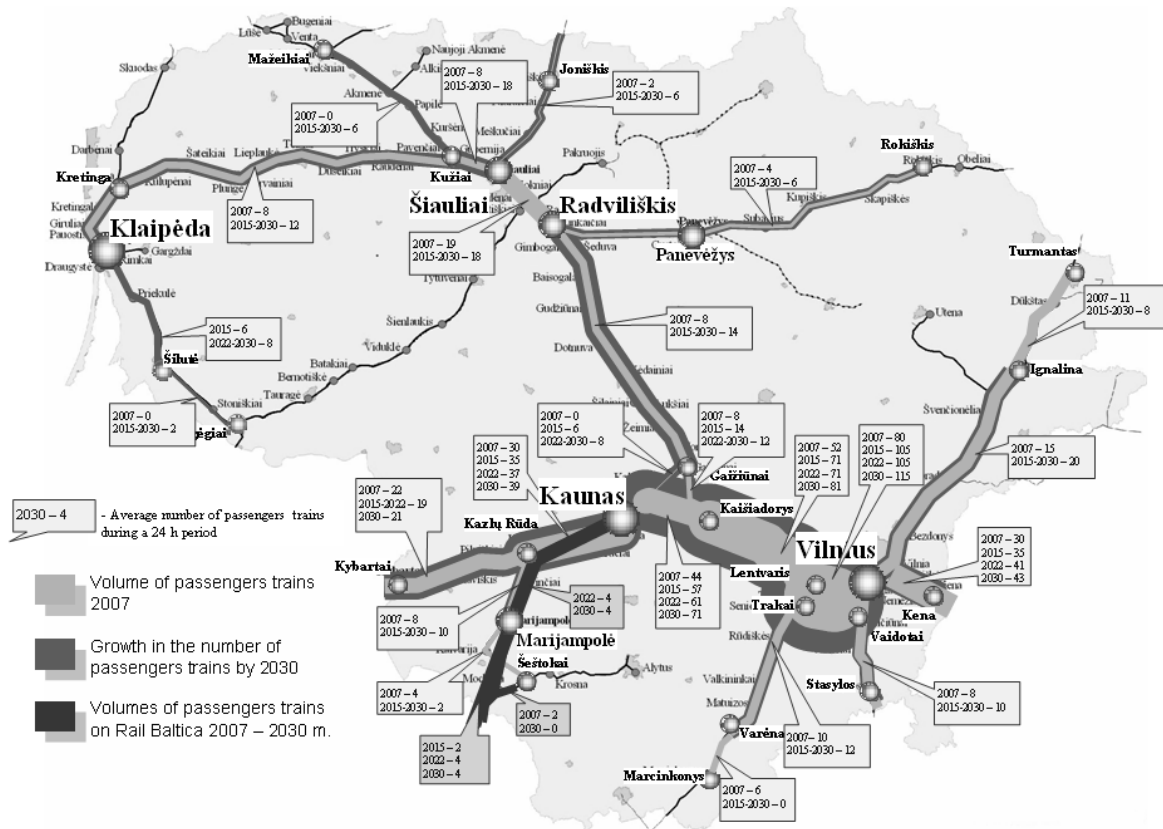 Bugeniai
Lūšė
Venta
Mažeikiai
Viekšniai
Naujoji Akmenė
Skuodas
Akmenė
Papilė
2007 – 8
2015-2030 – 18
Joniškis
2007 – 2
2015-2030 – 6
2007 – 0
2015-2030 – 6
Meškučiai
Darbėnai
Šateikiai
Lieplaukė
Pavenčiai
Kužiai
Raudėnai
Duseikiai
Pakruojis
Rokiškis
Obeliai
Kretinga
Kūlupėnai
Plungė
2007 – 8
2015-2030 – 12
Šiauliai
Radviliškis
2007 – 4
2015-2030 – 6
Subačius
Kupiškis
Skapiškės
Panevėžys
Kretingalė
Giruliai
Pauostis
Klaipėda
Gargždai
Rimkai
Draugystė
Priekulė
2007 – 19
2015-2030 – 18
Tytuvėnai
Gimbogala
Šeduva
Baisogala
Gudžiūnai
Dotnuva
2007 – 8
2015-2030 – 14
Turmantas
Dūkštas
2007 – 11
2015-2030 – 8
Utena
Ignalina
Švenčionėliai
2015 – 6
2022-2030 – 8
Šilutė
Šienlaukis
Viduklė
Batakiai
Bernotiškė
Tauragė
Stoniškiai
2007 – 0
2015-2030 – 2
2007 – 0
2015 – 6
2022-2030 – 8
2007 – 8
2015 – 14
2022-2030 – 12
Gaižiūnai
2007 – 30
2015 – 35
2022 – 37
2030 – 39
2007 – 52
2015 – 71
2022 – 71
2030 – 81
2007 – 80
2015 – 105
2022 – 105
2030 – 115
2007 – 15
2015-2030 – 20
Kaunas
Kaišiadorys
2007 – 22
2015-2022 – 19
2030 – 21
Kazlų Rūda
Kybartai
Bezdonys
Vilnius
Lentvaris
Trakai
2007 – 30
2015 – 35
2022 – 41
2030 – 43
Kena
Vaidotai
2007 – 44
2015 – 57
2022 – 61
2030 – 71
2022 – 4
2030 – 4
2007 – 8
2015-2030 – 10
Marijampolė
Rūdiškės
Šeštokai
Krosna
Alytus
Valkininkai
Matuizos
Stasylos
2007 – 8
2015-2030 – 10
2007 – 4
2015-2030 – 2
2007 – 2
2030 – 0
2015 – 2
2022 – 4
2030 – 4
Varėna
2007 – 10
2015-2030 – 12
Marcinkonys
2007 – 6
2015-2030 – 0
2030 – 4
- Average number of passengers trains
during a 24 h period
Volume of passengers trains
2007
Growth in the number of
passengers trains by 2030
Volumes of passengers trains
on Rail Baltica 2007 – 2030 m.